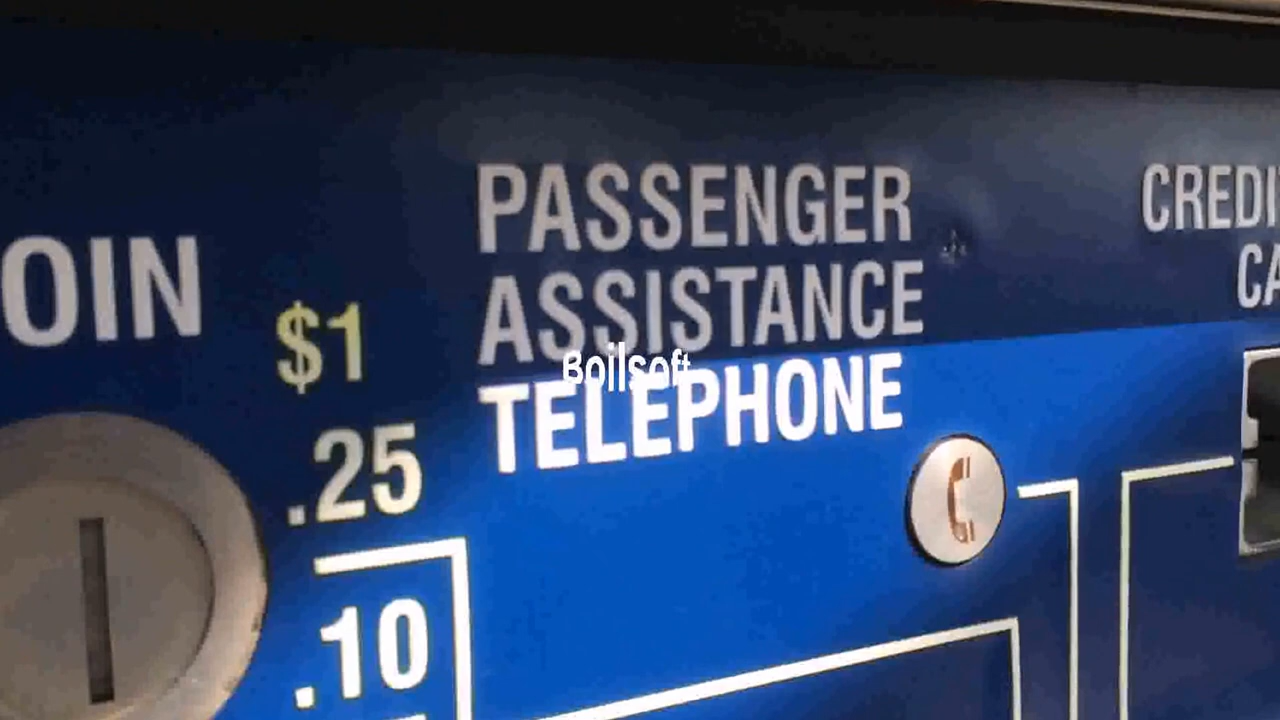 PASSENGER
ASSISTANCE
TELEPHONE
OIN
$1
.25
.10
CREDI
CA
Boilsoft